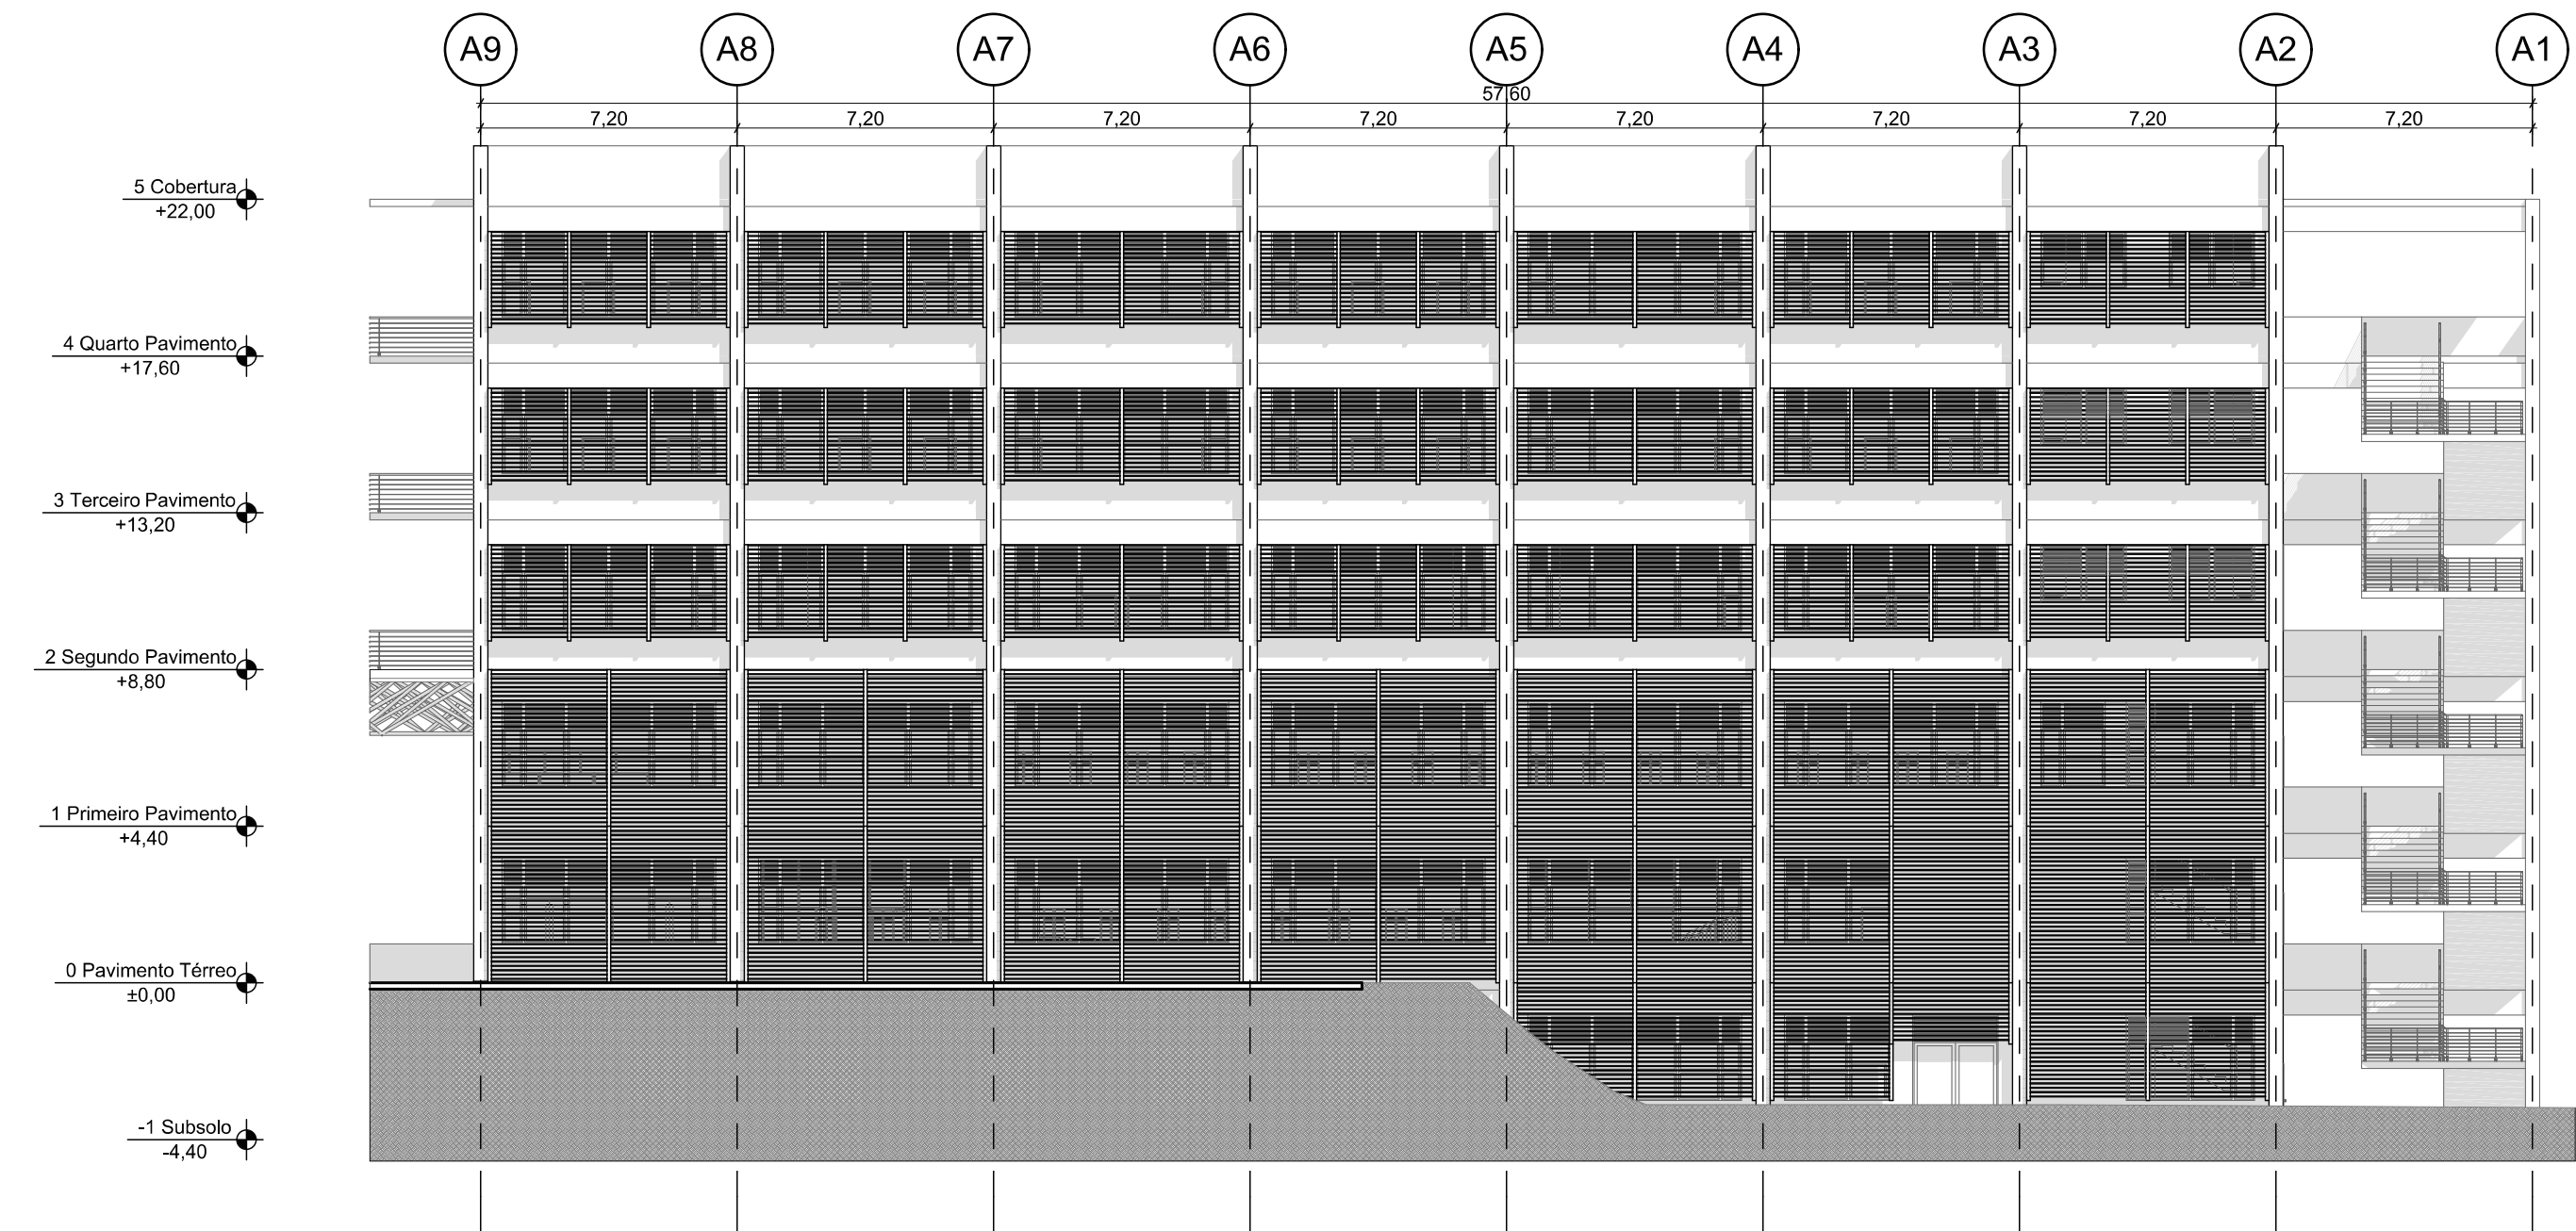 A9 A8 A7 A6 A5 A4 A3 A2 A1
57,60
7,20 7,20 7,20 7,20 7,20 7,20 7,20 7,20
5 Cobertura
+22,00
4 Quarto Pavimento
+17,60
3 Terceiro Pavimento
+13,20
2 Segundo Pavimento
+8,80
1 Primeiro Pavimento
+4,40
0 Pavimento Térreo
±0,00
-1 Subsolo
-4,40